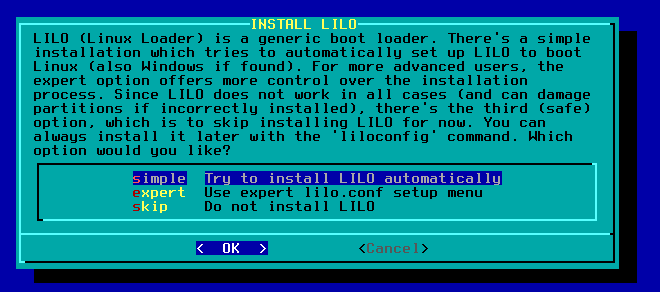 INSTALL LILO
LILO (Linux Loader) is a generic boot loader. There's a simple
installation which tries to automatically set up LILO to boot
Linux (also Windows if found). For more advanced users, the
expert option offers more control over the installation
process. Since LILO does not work in all cases (and can damage
partitions if incorrectly installed), there's the third (safe)
option, which is to skip installing LILO for now. You can
always install it later with the 'liloconfig' command. Which
option would you like?
simple Try to install LILO automatically
expert Use expert lilo.conf setup menu
skip Do not install LILO
< OK > <Cancel>